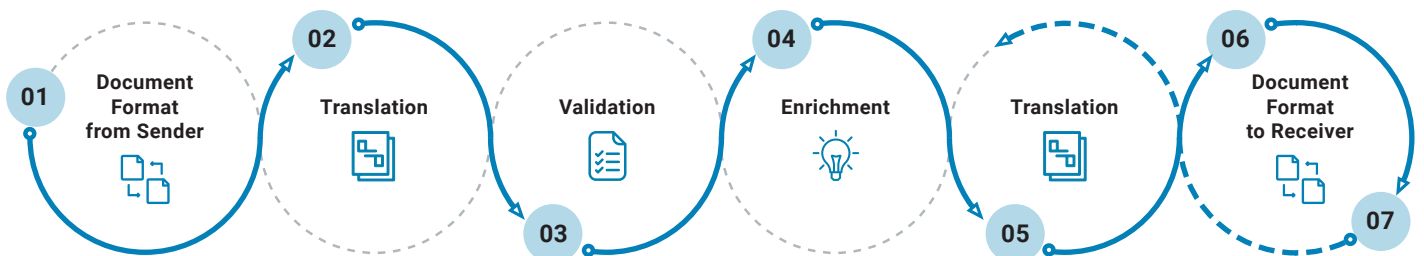 01
Document
Format
from Sender
02
Translation
03
Validation
04
Enrichment
05
Translation
06
Document
Format
to Receiver
07